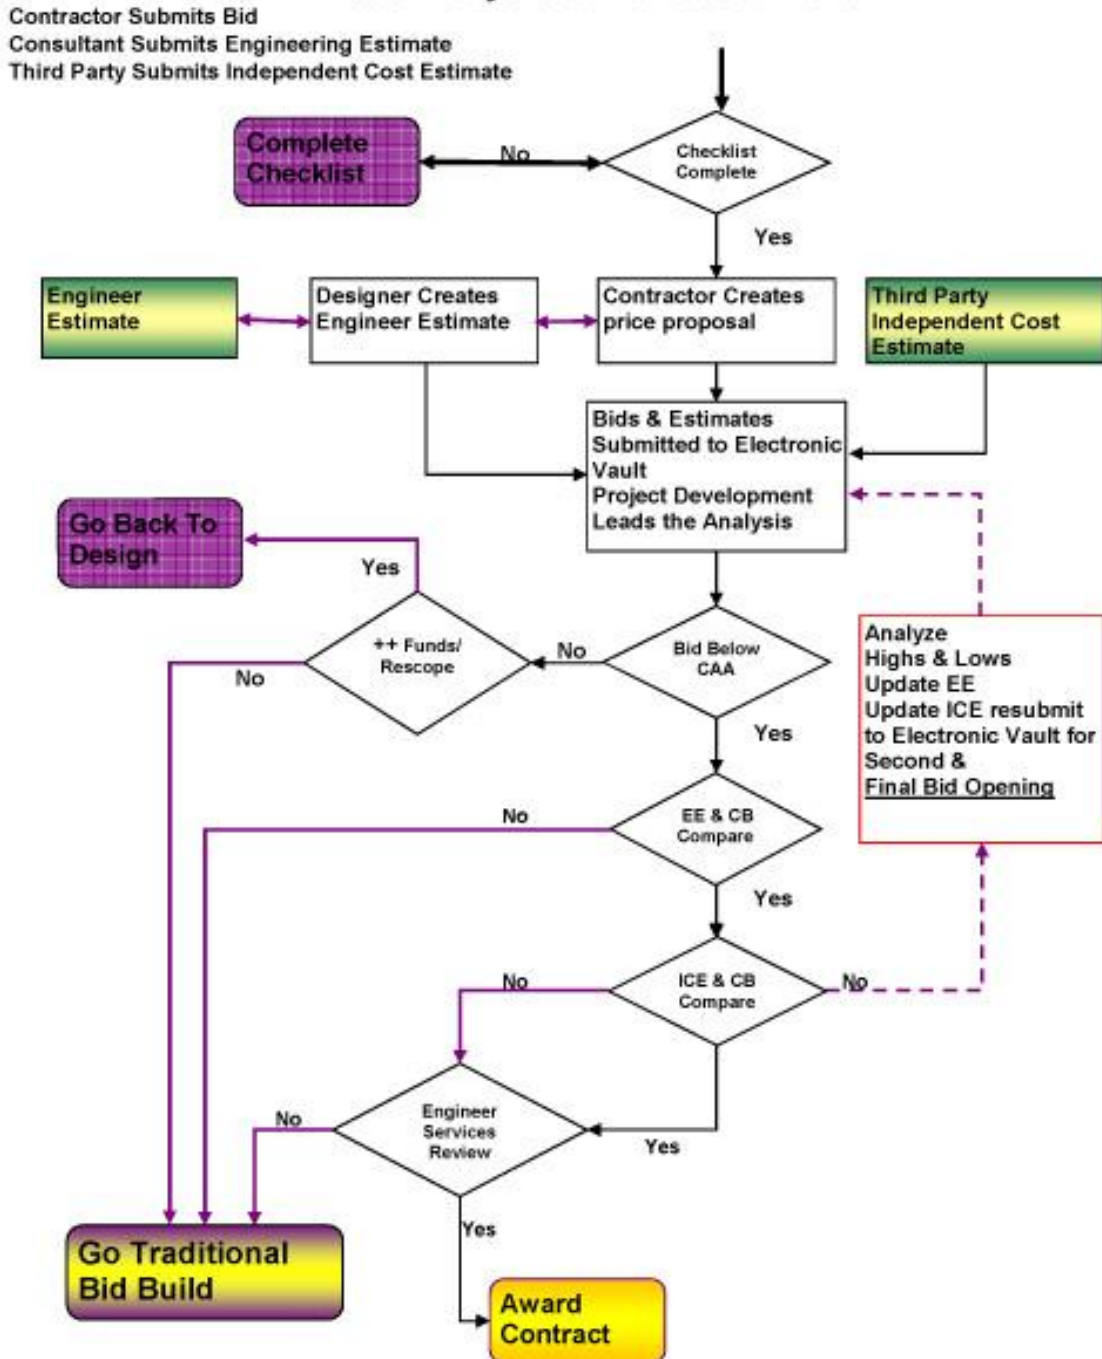 Contractor Submits Bid
Consultant Submits Engineering Estimate
Third Party Submits Independent Cost Estimate
Complete
Checklist
No
Checklist
Complete
Yes
Engineer
Estimate
Designer Creates
Engineer Estimate
Contractor Creates
price proposal
Third Party
Independent Cost
Estimate
Bids & Estimates
Submitted to Electronic
Vault
Project Development
Leads the Analysis
Go Back To
Design
Yes
++ Funds/
Rescope
No
No
Bid Below
CAA
Yes
Analyze
Highs & Lows
Update EE
Update ICE resubmit
to Electronic Vault for
Second &
Final Bid Opening
No
EE & CB
Compare
Yes
No
ICE & CB
Compare
No
No
Engineer
Services
Review
Yes
Yes
Go Traditional
Bid Build
Award
Contract